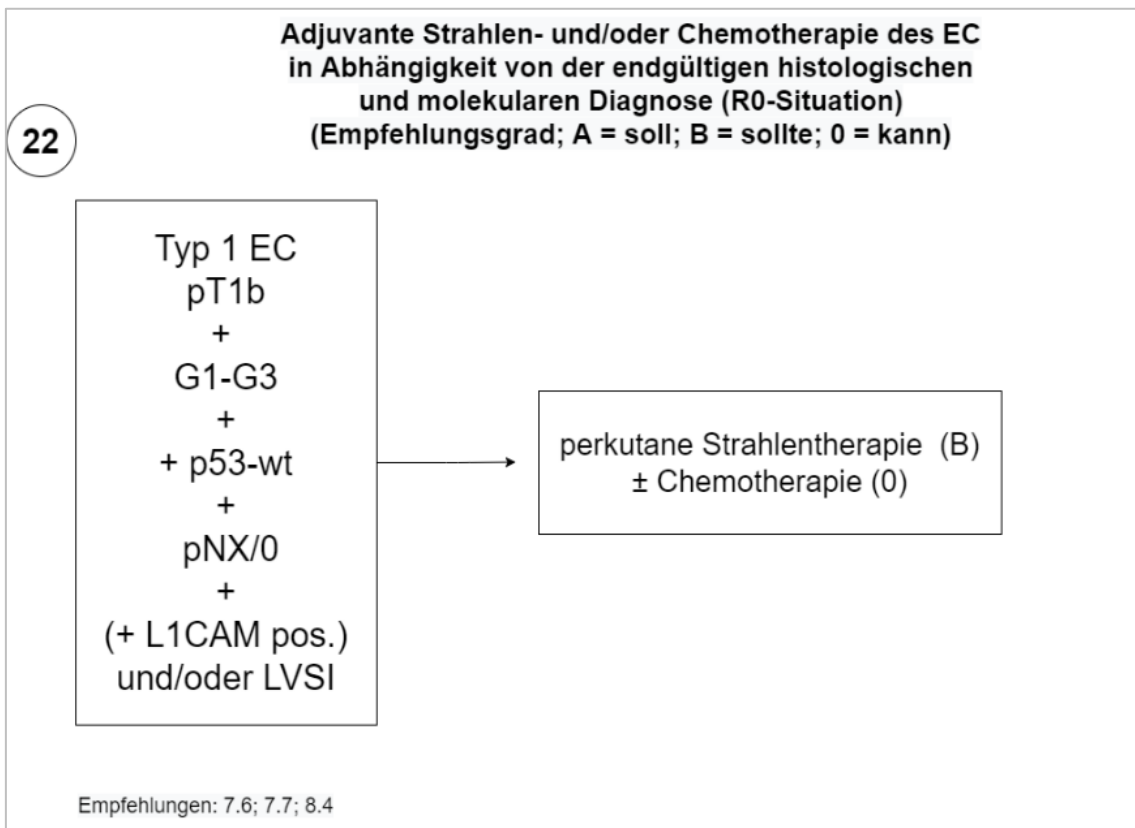 Adjuvante Strahlen- und/oder Chemotherapie des EC
in Abhängigkeit von der endgültigen histologischen
und molekularen Diagnose (R0-Situation)
(Empfehlungsgrad; A = soll; B = sollte; 0 = kann)
22
Typ 1 EC
pT1b
+
G1-G3
+
+ p53-wt
+
pNX/0
+
(+ L1CAM pos.)
und/oder LVSI
perkutane Strahlentherapie (B)
± Chemotherapie (0)
Empfehlungen: 7.6; 7.7; 8.4